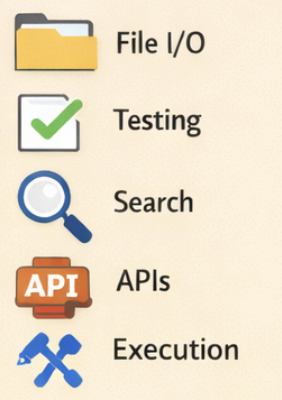 File I/O
Testing
Search
API APIs
Execution